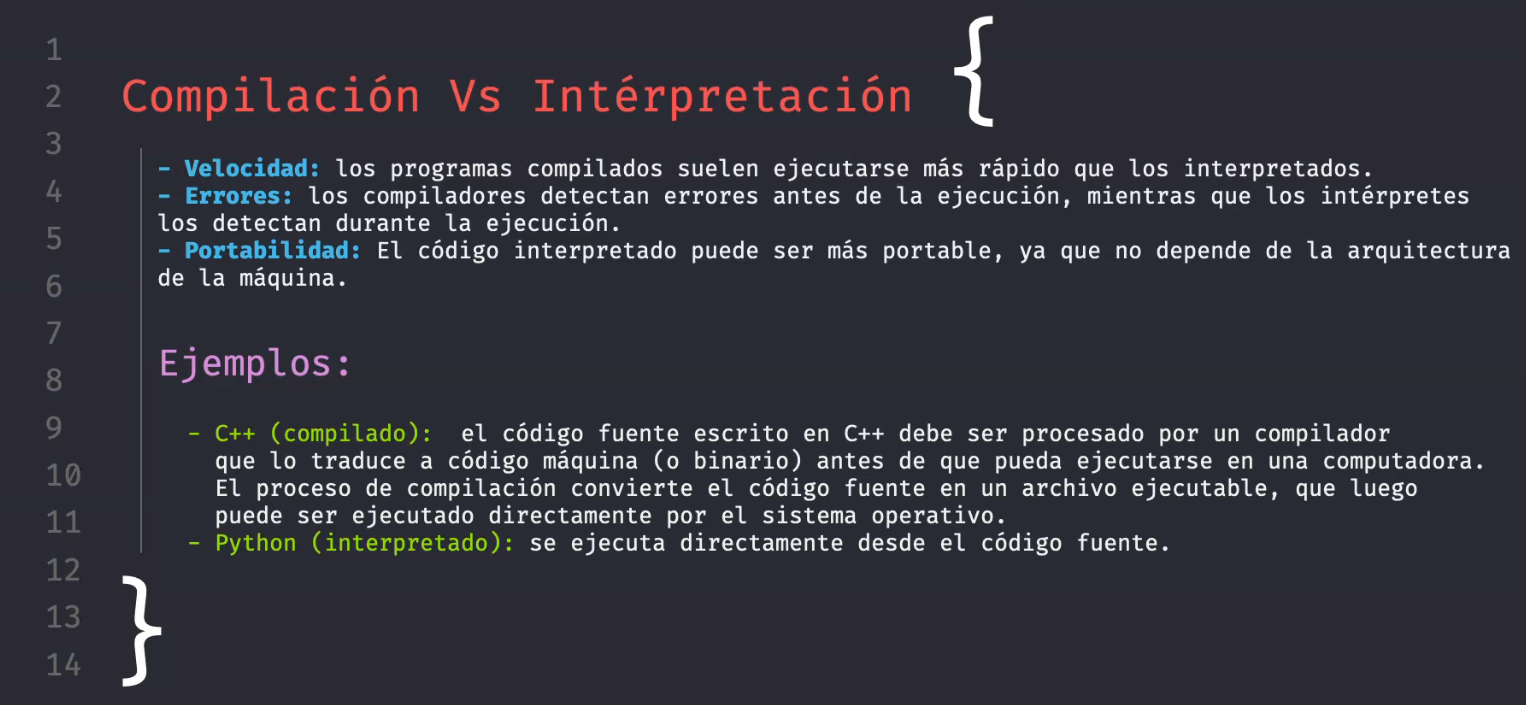 1
2 Compilación Vs Intérpretación {
3
- Velocidad: los programas compilados suelen ejecutarse más rápido que los interpretados.
4 - Errores: los compiladores detectan errores antes de la ejecución, mientras que los intérpretes
los detectan durante la ejecución.
5 - Portabilidad: El código interpretado puede ser más portable, ya que no depende de la arquitectura
6 de la máquina.
7
Ejemplos:
8
9 - C++ (compilado): el código fuente escrito en C++ debe ser procesado por un compilador
que lo traduce a código máquina (o binario) antes de que pueda ejecutarse en una computadora.
10 El proceso de compilación convierte el código fuente en un archivo ejecutable, que luego
11 puede ser ejecutado directamente por el sistema operativo.
- Python (interpretado): se ejecuta directamente desde el código fuente.
12
13 }
14